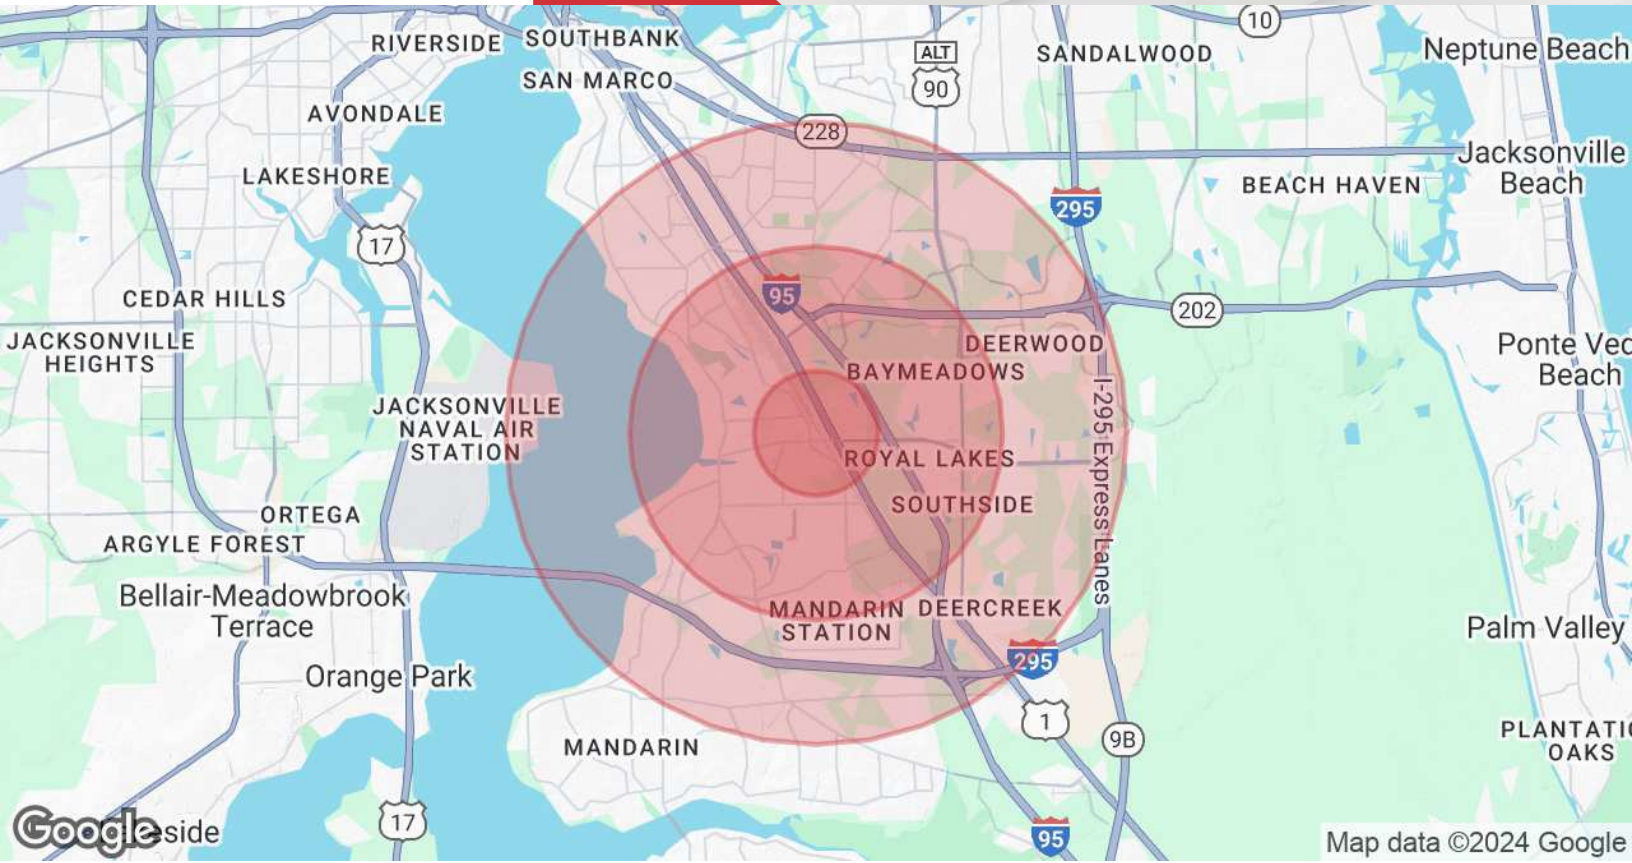 10
RIVERSIDE
SOUTHBANK
ALT
90
SANDALWOOD
Neptune Beach
SAN MARCO
AVONDALE
228
Jacksonville
Beach
LAKESHORE
BEACH HAVEN
295
17
CEDAR HILLS
95
202
JACKSONVILLE
HEIGHTS
DEERWOOD
Ponte Ved
Beach
BAYMEADOWS
JACKSONVILLE
NAVAL AIR
STATION
I-295 Express Lanes
ROYAL LAKES
SOUTHSIDE
ORTEGA
ARGYLE FOREST
Bellair-Meadowbrook
Terrace
MANDARIN
STATION
DEERCREEK
Palm Valley
295
Orange Park
1
9B
MANDARIN
PLANTATIO
OAKS
17
Google
eside
95
Map data ©2024 Google